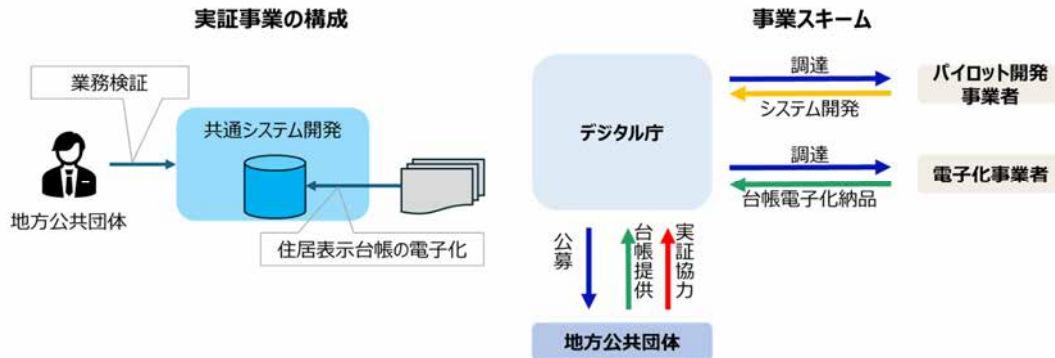 実証事業の構成
業務検証
共通システム開発
地方公共団体
住居表示台帳の電子化
事業スキーム
デジタル庁
調達
システム開発
パイロット開発
事業者
調達
台帳電子化納品
電子化事業者
公募
台帳提供
実証協力
地方公共団体